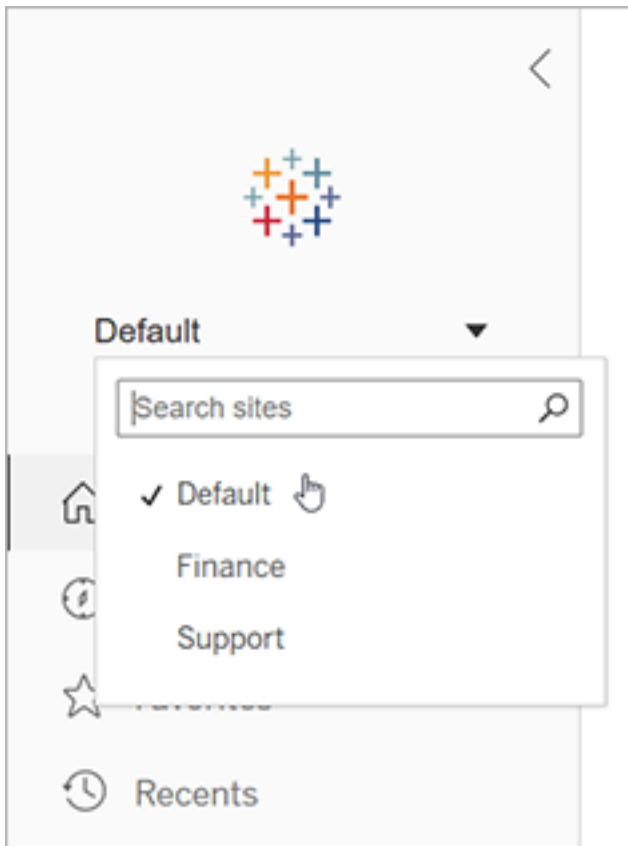 Default
Search sites
Default
Finance
Support
Recents